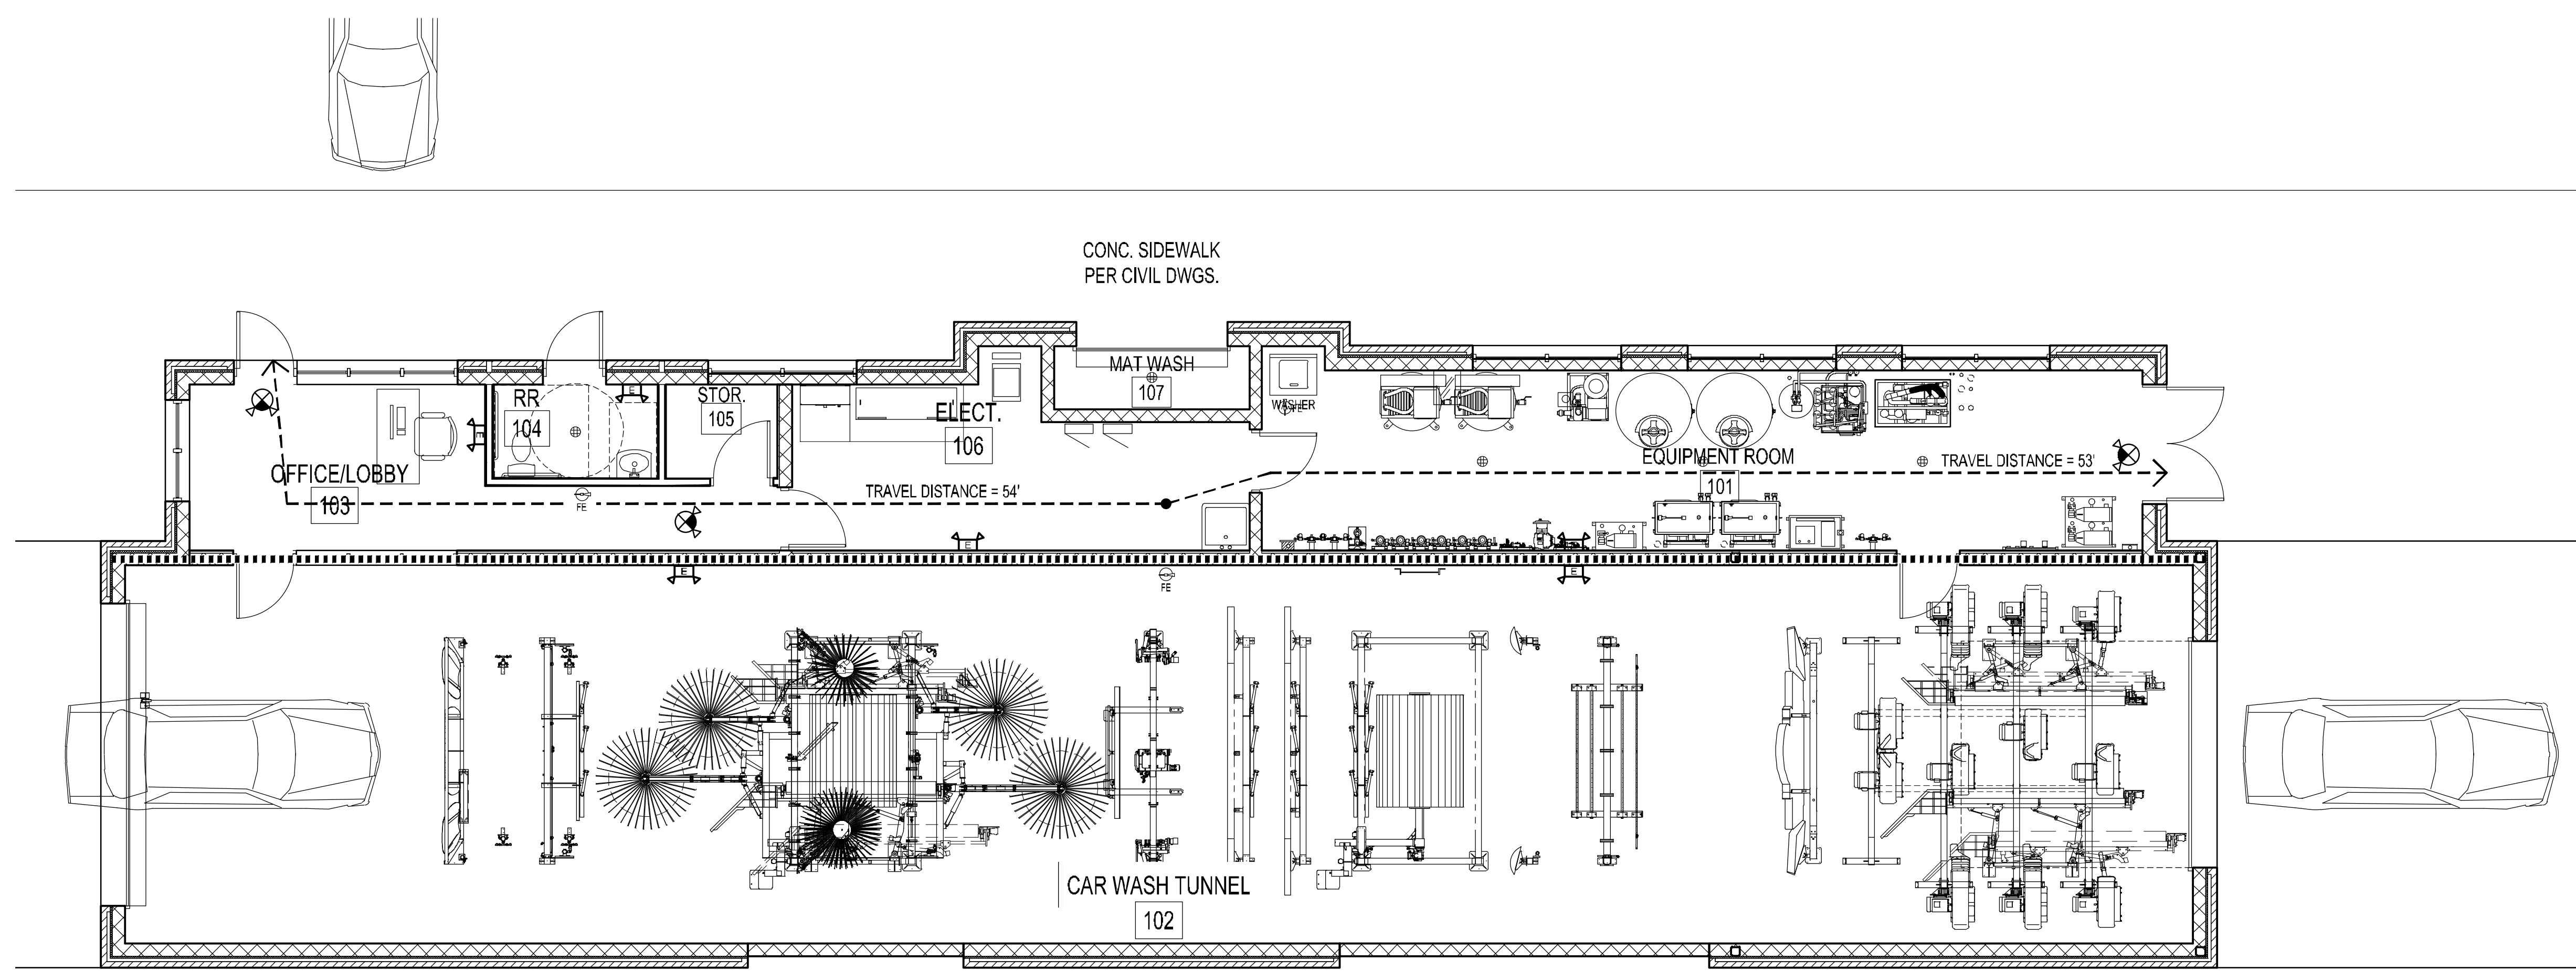 CONC. SIDEWALK
PER CIVIL DWGS.
MAT WASH
107
WASHER
FE
RR
104
E
STOR.
105
ELECT.
106
E
OFFICE/LOBBY
103
EQUIPMENT ROOM
101
TRAVEL DISTANCE = 53'
TRAVEL DISTANCE = 54'
FE
E
E
E
FE
E
CAR WASH TUNNEL
102